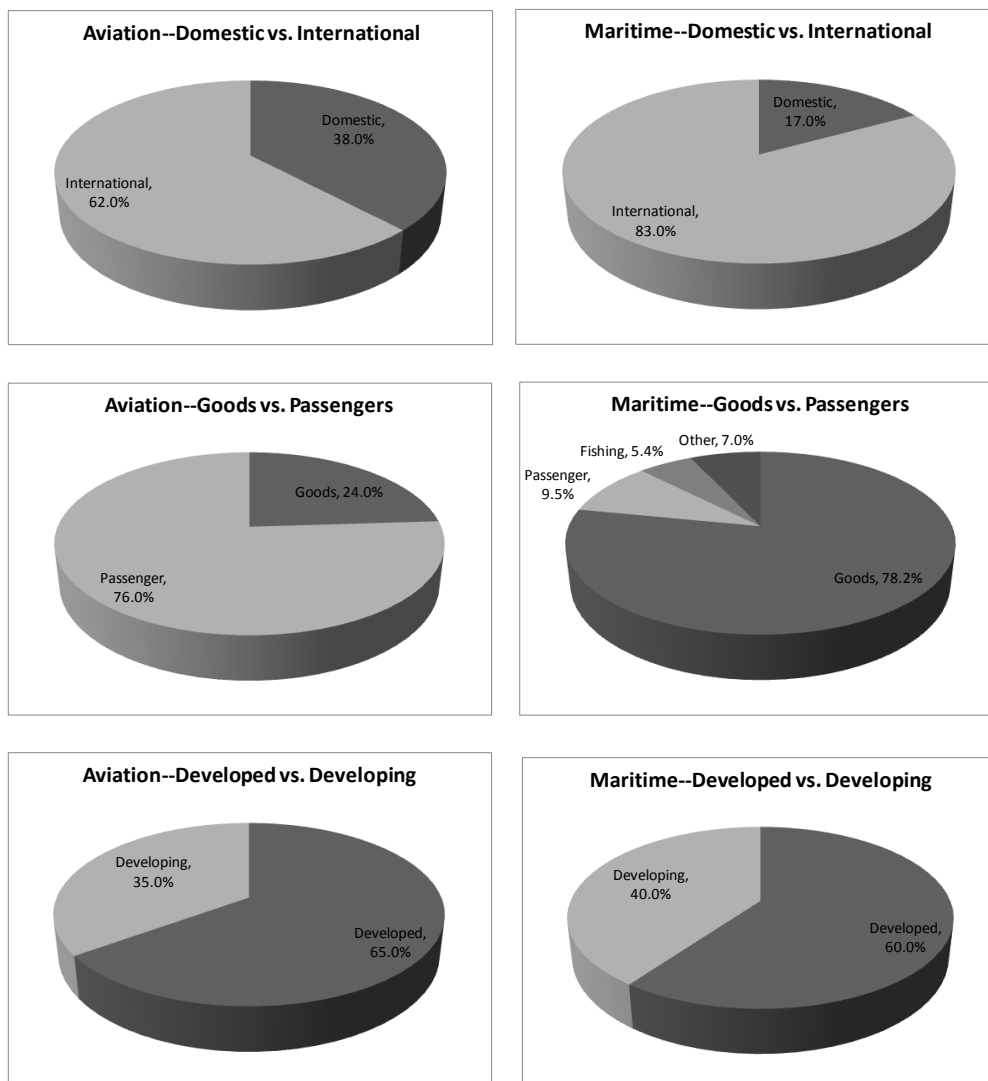 Aviation--Domestic vs. International
Domestic,
38.0%
International,
62.0%
Maritime--Domestic vs. International
Domestic,
17.0%
International,
83.0%
Aviation--Goods vs. Passengers
Goods, 24.0%
Passenger,
76.0%
Maritime--Goods vs. Passengers
Other, 7.0%
Fishing, 5.4%
Passenger,
9.5%
Goods, 78.2%
Aviation--Developed vs. Developing
Developing,
35.0%
Developed,
65.0%
Maritime--Developed vs. Developing
Developing,
40.0%
Developed,
60.0%